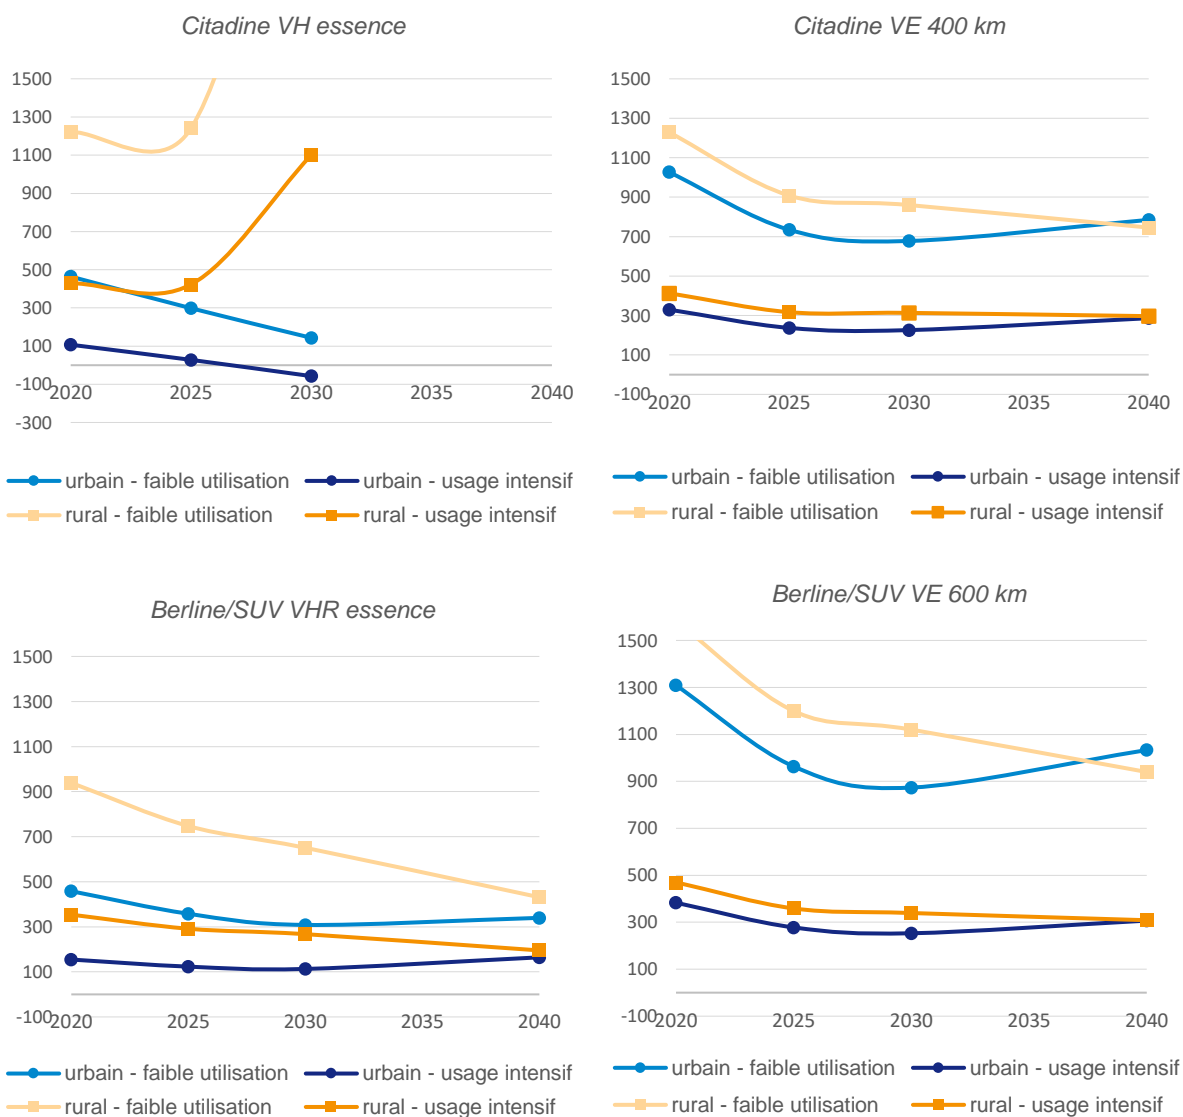 Citadine VH essence
1500
1300
1100
900
700
500
300
100
-100
-300
2020 2025 2030 2035 2040
urbain - faible utilisation urbain - usage intensif
rural - faible utilisation rural - usage intensif
Citadine VE 400 km
1500
1300
1100
900
700
500
300
100
-100
2020 2025 2030 2035 2040
urbain - faible utilisation urbain - usage intensif
rural - faible utilisation rural - usage intensif
Berline/SUV VHR essence
1500
1300
1100
900
700
500
300
100
-100
2020 2025 2030 2035 2040
urbain - faible utilisation urbain - usage intensif
rural - faible utilisation rural - usage intensif
Berline/SUV VE 600 km
1500
1300
1100
900
700
500
300
100
-100
2020 2025 2030 2035 2040
urbain - faible utilisation urbain - usage intensif
rural - faible utilisation rural - usage intensif